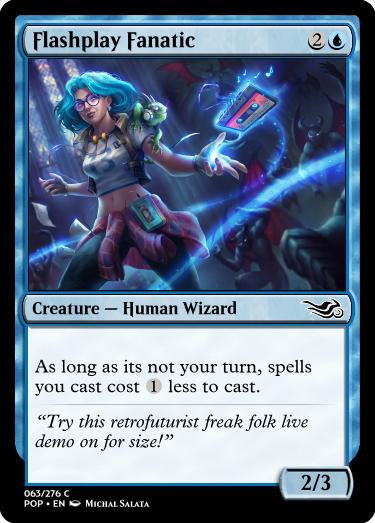 Flashplay Fanatic 2
Creature — Human Wizard
As long as its not your turn, spells
you cast cost 1 less to cast.
“Try this retrofuturist freak folk live
demo on for size!”
2/3
063/276 C
POP • EN Michal Salata